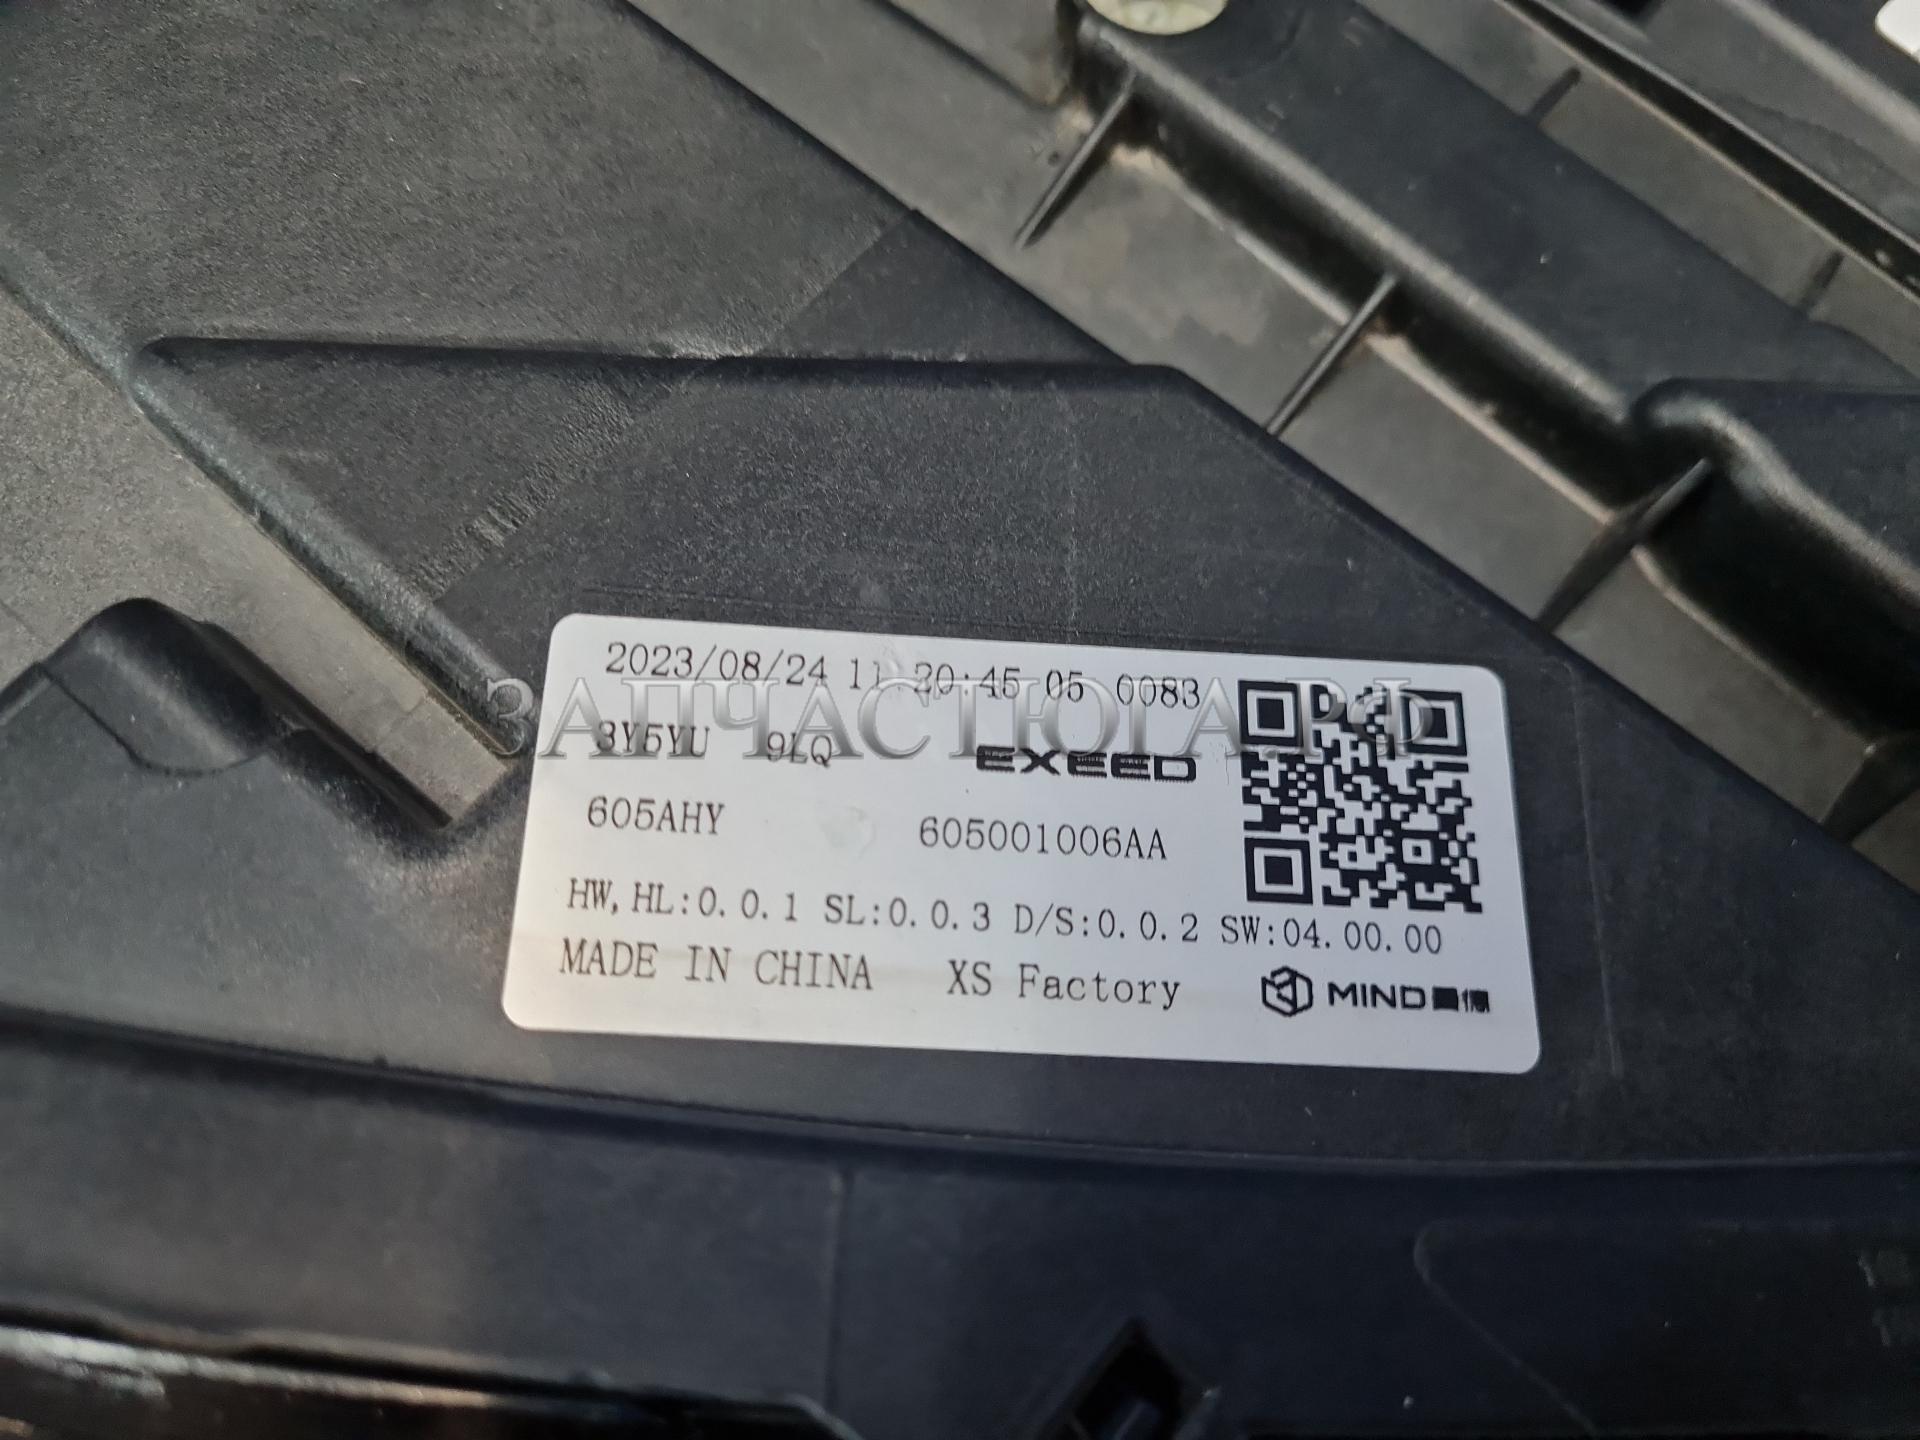 2023/08/24 11:20:45 05 0083
ЗАПЧАСТЮГА.РФ
3Y5YU 9LQ EXEED
605AHY 605001006AA
HW,HL:0.0.1 SL:0.0.3 D/S:0.0.2 SW:04.00.00
MADE IN CHINA XS Factory MIND